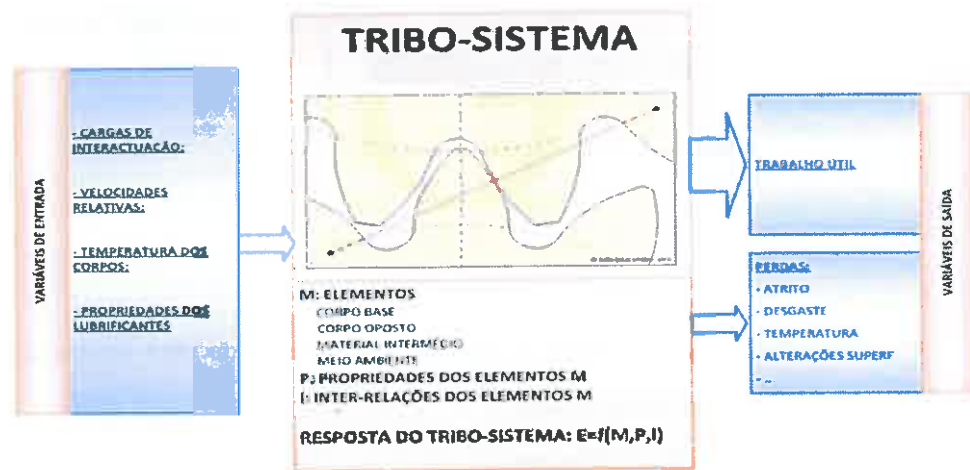 TRIBO-SISTEMA
VARIÁVEIS DE ENTRADA
- CARGAS DE
INTERACTUACÃO;
- VELOCIDADES
RELATIVAS;
- TEMPERATURA DOS
CORPOS;
- PROPRIEDADES DOS
LUBRIFICANTES
M: ELEMENTOS
CORPO BASE
CORPO OPOSTO
MATERIAL INTERMÉDIO
MEIO AMBIENTE
P: PROPRIEDADES DOS ELEMENTOS M
I: INTER-RELAÇÕES DOS ELEMENTOS M
RESPOSTA DO TRIBO-SISTEMA: E=f(M,P,I)
TRABALHO ÚTIL
PERDAS:
- ATRITO
- DESGASTE
- TEMPERATURA
- ALTERAÇÕES SUPERF
- ...
VARIÁVEIS DE SAÍDA